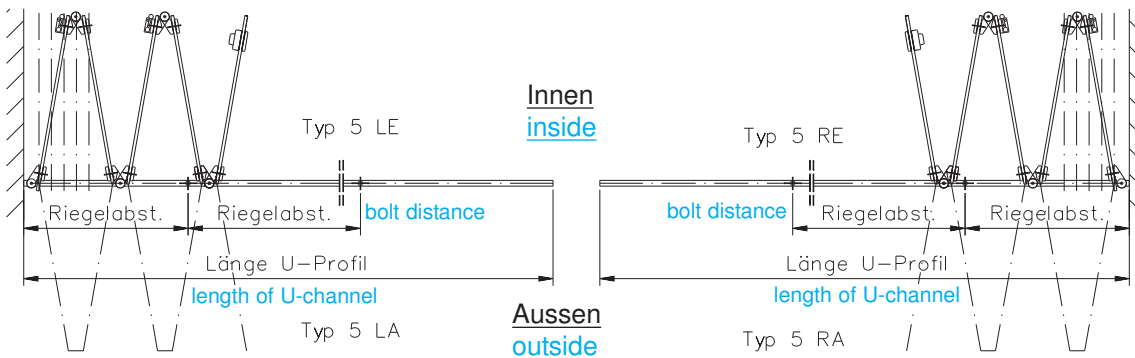 Innen
inside
Typ 5 LE
Typ 5 RE
Riegelabst.
Riegelabst.
bolt distance
bolt distance
Riegelabst.
Riegelabst.
Länge U-Profil
length of U-channel
Länge U-Profil
length of U-channel
Aussen
outside
Typ 5 LA
Typ 5 RA